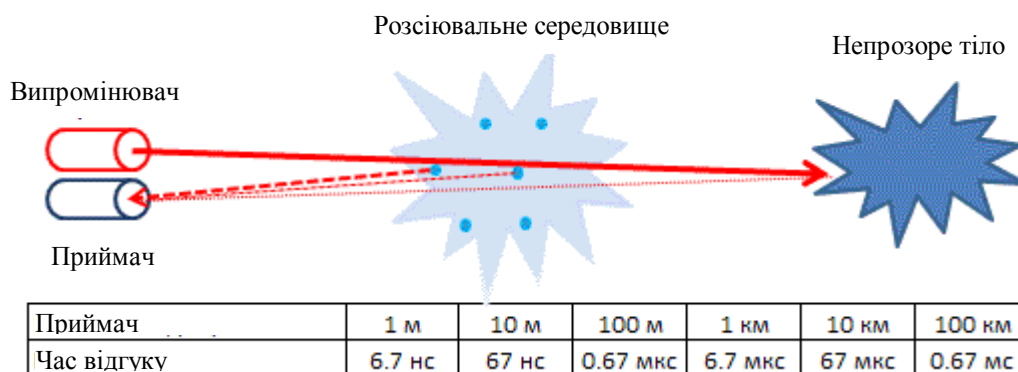 Розсіювальне середовище
Непрозоре тіло
Випромінювач
Приймач
Приймач 1 м 10 м 100 м 1 км 10 км 100 км
Час відгуку 6.7 нс 67 нс 0.67 мкс 6.7 мкс 67 мкс 0.67 мс